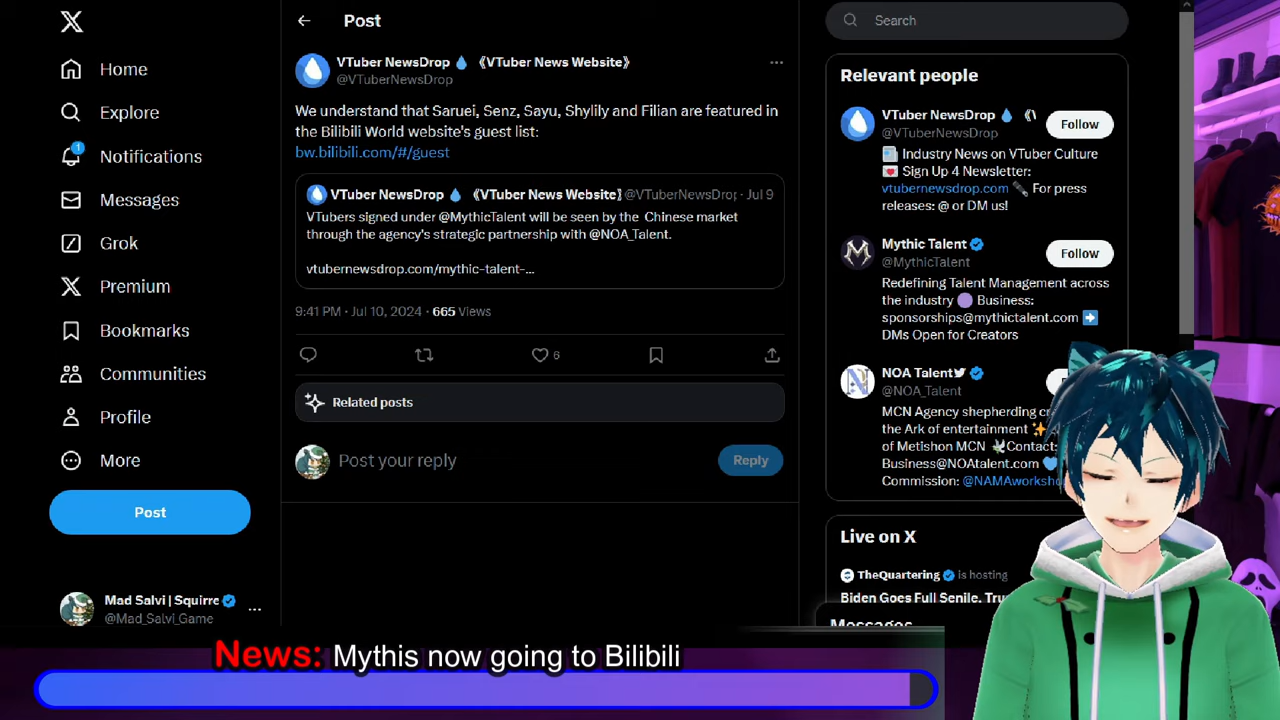 Home
Explore
1
Notifications
Messages
Grok
Premium
Bookmarks
Communities
Profile
More
Post
Mad Salvi | Squirre
@Mad_Salvi_Game
Post
VTuber NewsDrop 💧 《VTuber News Website》
@VTuberNewsDrop
We understand that Saruei, Senz, Sayu, Shylily and Filian are featured in
the Bilibili World website's guest list:
bw.bilibili.com/#/guest
VTuber NewsDrop 💧 《VTuber News Website》 @VTuberNewsDrop · Jul 9
VTubers signed under @MythicTalent will be seen by the Chinese market
through the agency's strategic partnership with @NOA_Talent.
vtubernewsdrop.com/mythic-talent-...
9:41 PM · Jul 10, 2024 · 665 Views
6
Related posts
Post your reply
Reply
Search
Relevant people
VTuber NewsDrop 💧 《
@VTuberNewsDrop
Follow
📰 Industry News on VTuber Culture
💌 Sign Up 4 Newsletter:
vtubernewsdrop.com 🎤 For press
releases: @ or DM us!
Mythic Talent
@MythicTalent
Follow
Redefining Talent Management across
the industry 🟣 Business:
sponsorships@mythictalent.com ➡️
DMs Open for Creators
NOA Talent
@NOA_Talent
MCN Agency shepherding
the Ark of entertainment ✨
of Metishon MCN 🕊️Contact:
Business@NOAtalent.com 💙
Commission: @NAMAworksho
Live on X
TheQuartering is hosting
Biden Goes Full Senile. Tru
Messages
News: Mythis now going to Bilibili